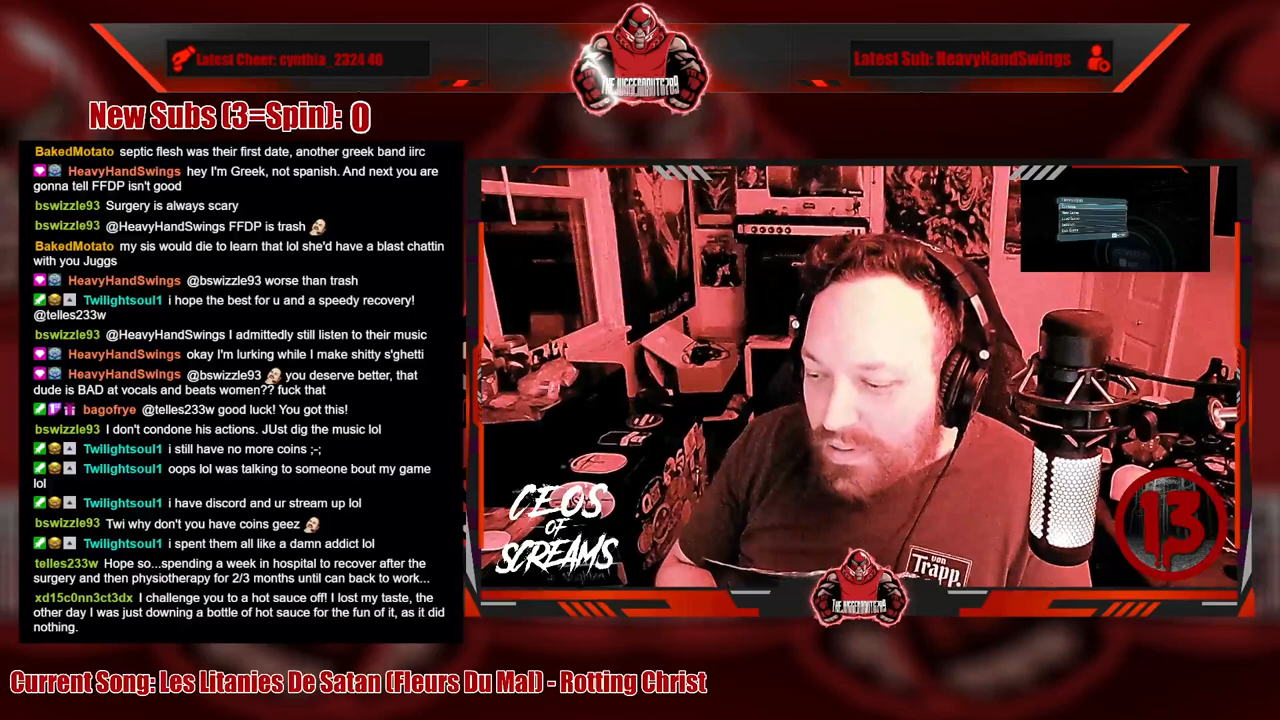 Latest Cheer: cynthia_2324 40
THEJUGGERNAUT6789
Latest Sub: HeavyHandSwings
New Subs (3=Spin): 0
BakedMotato septic flesh was their first date, another greek band iirc
HeavyHandSwings hey I'm Greek, not spanish. And next you are
gonna tell FFDP isn't good
bswizzle93 Surgery is always scary
bswizzle93 @HeavyHandSwings FFDP is trash
BakedMotato my sis would die to learn that lol she'd have a blast chattin
with you Juggs
HeavyHandSwings @bswizzle93 worse than trash
Twilightsoul1 i hope the best for u and a speedy recovery!
@telles233w
bswizzle93 @HeavyHandSwings I admittedly still listen to their music
HeavyHandSwings okay I'm lurking while I make shitty s'ghetti
HeavyHandSwings @bswizzle93 you deserve better, that
dude is BAD at vocals and beats women?? fuck that
bagofrye @telles233w good luck! You got this!
bswizzle93 I don't condone his actions. JUst dig the music lol
Twilightsoul1 i still have no more coins ;-;
Twilightsoul1 oops lol was talking to someone bout my game
lol
Twilightsoul1 i have discord and ur stream up lol
bswizzle93 Twi why don't you have coins geez
Twilightsoul1 i spent them all like a damn addict lol
telles233w Hope so...spending a week in hospital to recover after the
surgery and then physiotherapy for 2/3 months until can back to work...
xd15c0nn3ct3dx I challenge you to a hot sauce off! I lost my taste, the
other day I was just downing a bottle of hot sauce for the fun of it, as it did
nothing.
CEOS
OF
SCREAMS
von
Trapp.
13
THEJUGGERNAUT6789
Current Song: Les Litanies De Satan (Fleurs Du Mal) - Rotting Christ